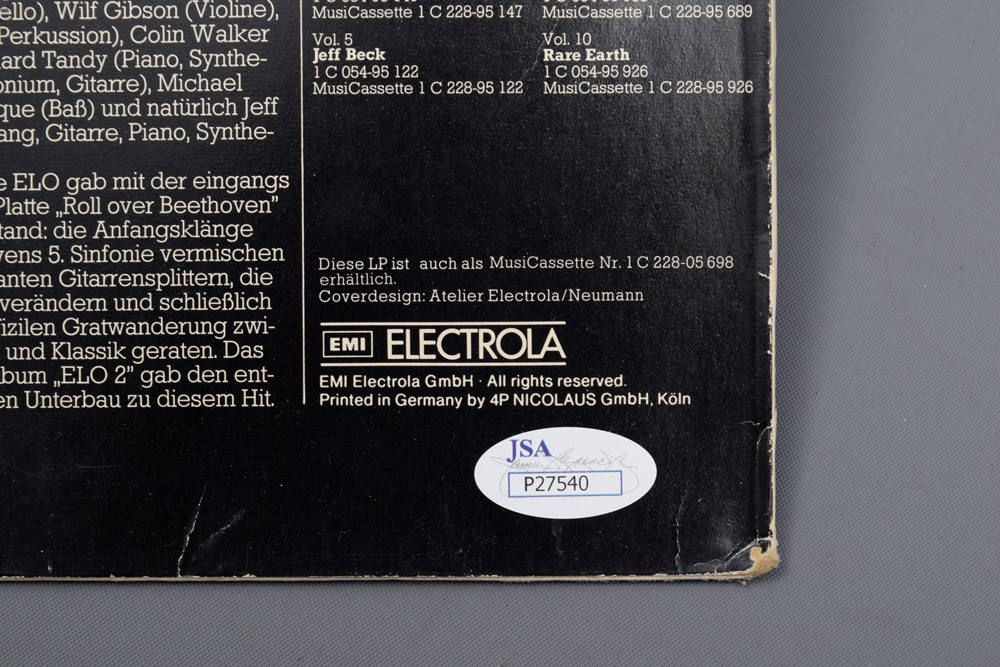 ello), Wilf Gibson (Violine),
Perkussion), Colin Walker
ard Tandy (Piano, Synthe-
onium, Gitarre), Michael
que (Baß) und natürlich Jeff
ang, Gitarre, Piano, Synthe-
e ELO gab mit der eingangs
Platte „Roll over Beethoven”
tand: die Anfangsklänge
vens 5. Sinfonie vermischen
anten Gitarrensplittern, die
verändern und schließlich
fizilen Gratwanderung zwi-
und Klassik geraten. Das
lbum „ELO 2” gab den ent-
en Unterbau zu diesem Hit.
MusiCassette 1 C 228-95 147
Vol. 5
Jeff Beck
1 C 054-95 122
MusiCassette 1 C 228-95 122
MusiCassette 1 C 228-95 689
Vol. 10
Rare Earth
1 C 054-95 926
MusiCassette 1 C 228-95 926
Diese LP ist auch als MusiCassette Nr. 1 C 228-05 698
erhältlich.
Coverdesign: Atelier Electrola/Neumann
EMI ELECTROLA
EMI Electrola GmbH · All rights reserved.
Printed in Germany by 4P NICOLAUS GmbH, Köln
JSA
P27540